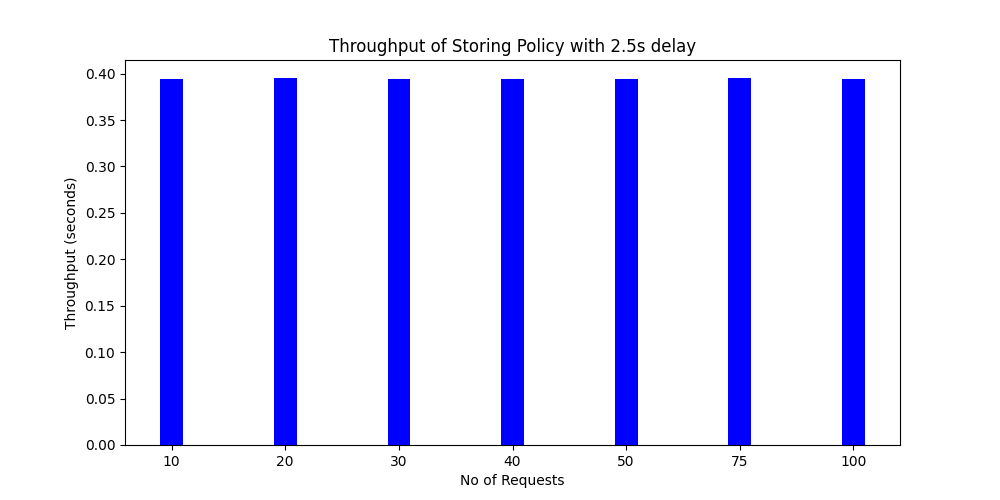 Throughput of Storing Policy with 2.5s delay
Throughput (seconds)
0.40
0.35
0.30
0.25
0.20
0.15
0.10
0.05
0.00
10 20 30 40 50 75 100
No of Requests